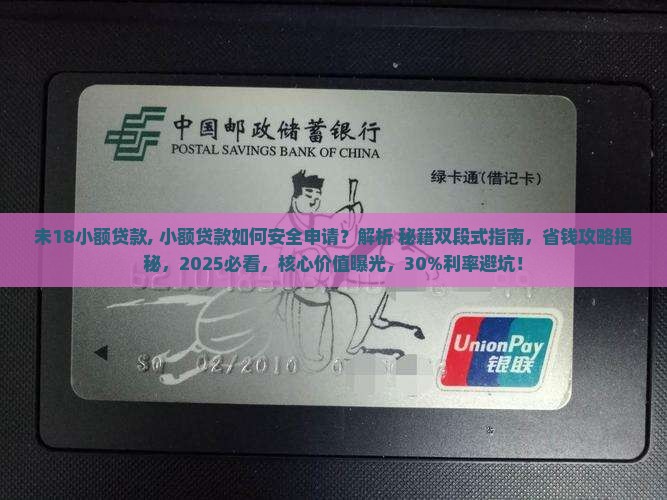 中国邮政储蓄银行
POSTAL SAVINGS BANK OF CHINA
绿卡通(借记卡)
未18小额贷款, 小额贷款如何安全申请？解析 秘籍双段式指南，省钱攻略揭
秘，2025必看，核心价值曝光，30%利率避坑！
UnionPay
银联
02/2010